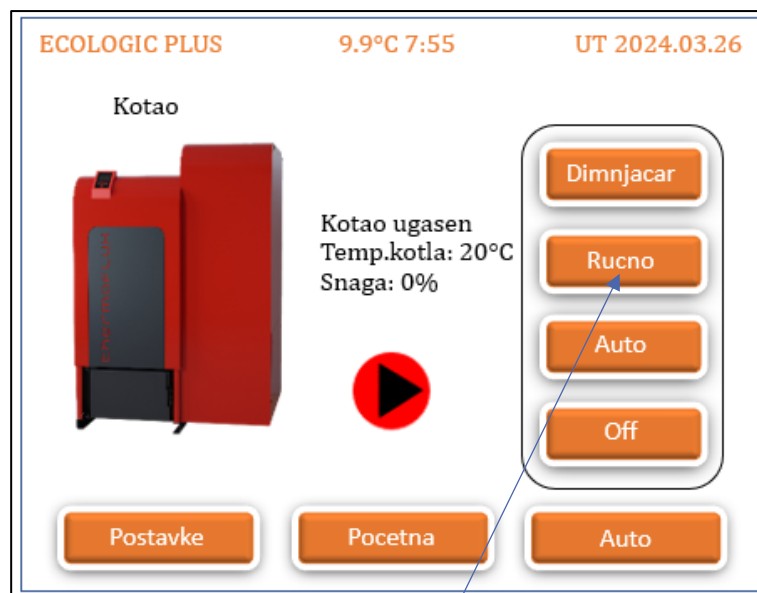 ECOLOGIC PLUS 9.9°C 7:55 UT 2024.03.26
Kotao
Dimnjacar
Kotao ugasen
Temp.kotla: 20°C
Snaga: 0%
Rucno
Auto
Off
Postavke Pocetna Auto